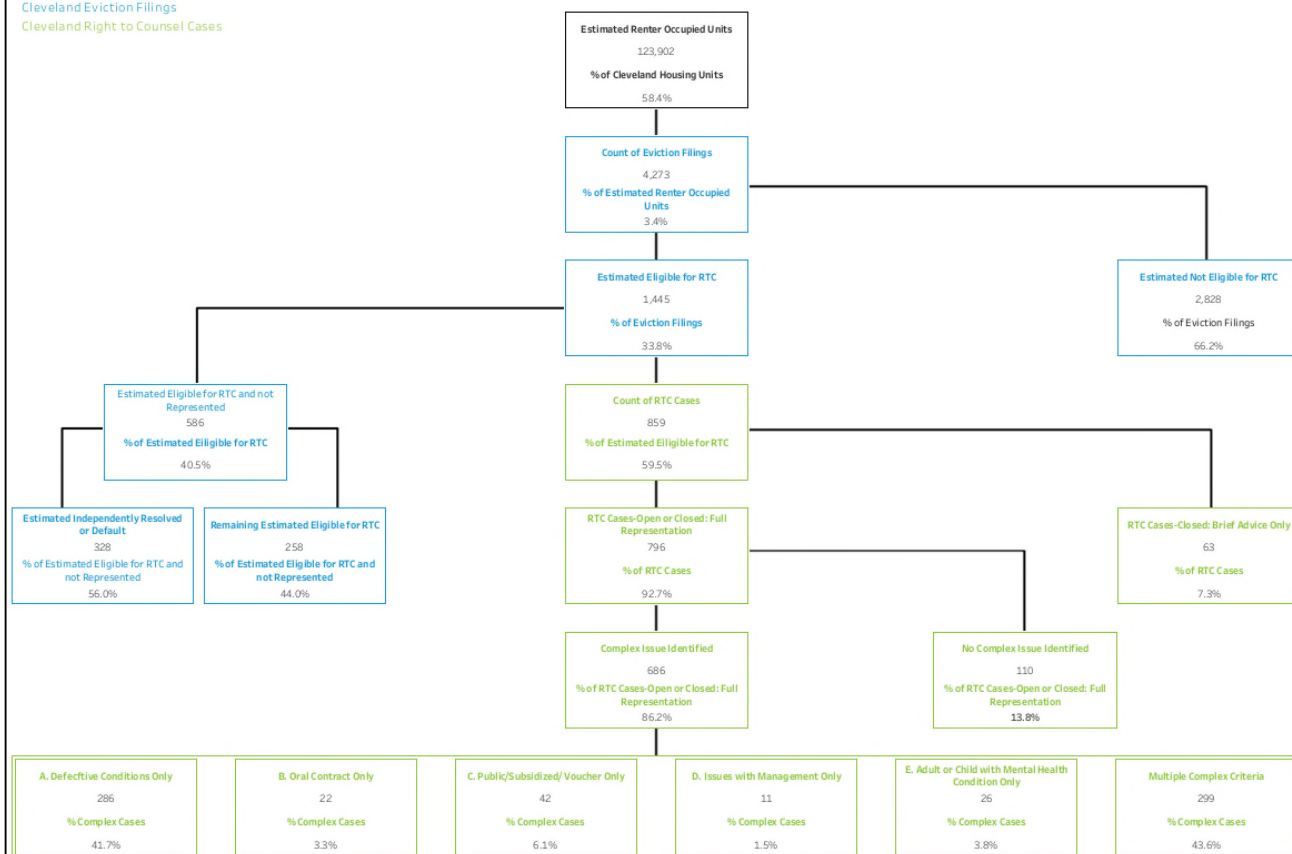 Cleveland Eviction Filings
Cleveland Right to Counsel Cases
Estimated Renter Occupied Units
123,902
% of Cleveland Housing Units
58.4%
Count of Eviction Filings
4,273
% of Estimated Renter Occupied
Units
3.4%
Estimated Eligible for RTC
1,445
% of Eviction Filings
33.8%
Estimated Not Eligible for RTC
2,828
% of Eviction Filings
66.2%
Estimated Eligible for RTC and not
Represented
586
% of Estimated Eiligible for RTC
40.5%
Count of RTC Cases
859
% of Estimated Eligible for RTC
59.5%
Estimated Independently Resolved
or Default
328
% of Estimated Eligible for RTC and
not Represented
56.0%
Remaining Estimated Eligible for RTC
258
% of Estimated Eligible for RTC and
not Represented
44.0%
RTC Cases-Open or Closed: Full
Representation
796
% of RTC Cases
92.7%
RTC Cases-Closed: Brief Advice Only
63
% of RTC Cases
7.3%
Complex Issue Identified
686
% of RTC Cases-Open or Closed: Full
Representation
86.2%
No Complex Issue Identified
110
% of RTC Cases-Open or Closed: Full
Representation
13.8%
A. Defecftive Conditions Only
286
% Complex Cases
41.7%
B. Oral Contract Only
22
% Complex Cases
3.3%
C. Public/Subsidized/ Voucher Only
42
% Complex Cases
6.1%
D. Issues with Management Only
11
% Complex Cases
1.5%
E. Adult or Child with Mental Health
Condition Only
26
% Complex Cases
3.8%
Multiple Complex Criteria
299
% Complex Cases
43.6%